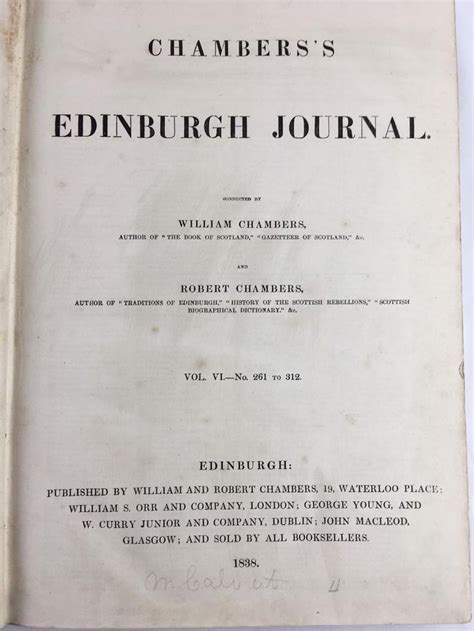 CHAMBERS'S
EDINBURGH JOURNAL.
CONDUCTED BY
WILLIAM CHAMBERS,
AUTHOR OF "THE BOOK OF SCOTLAND," "GAZETTEER OF SCOTLAND," &c.
AND
ROBERT CHAMBERS,
AUTHOR OF "TRADITIONS OF EDINBURGH," "HISTORY OF THE SCOTTISH REBELLIONS," "SCOTTISH
BIOGRAPHICAL DICTIONARY," &c.
VOL. VI.—No. 261 TO 312.
EDINBURGH:
PUBLISHED BY WILLIAM AND ROBERT CHAMBERS, 19, WATERLOO PLACE;
WILLIAM S. ORR AND COMPANY, LONDON; GEORGE YOUNG, AND
W. CURRY JUNIOR AND COMPANY, DUBLIN; JOHN MACLEOD,
GLASGOW; AND SOLD BY ALL BOOKSELLERS.
1838.